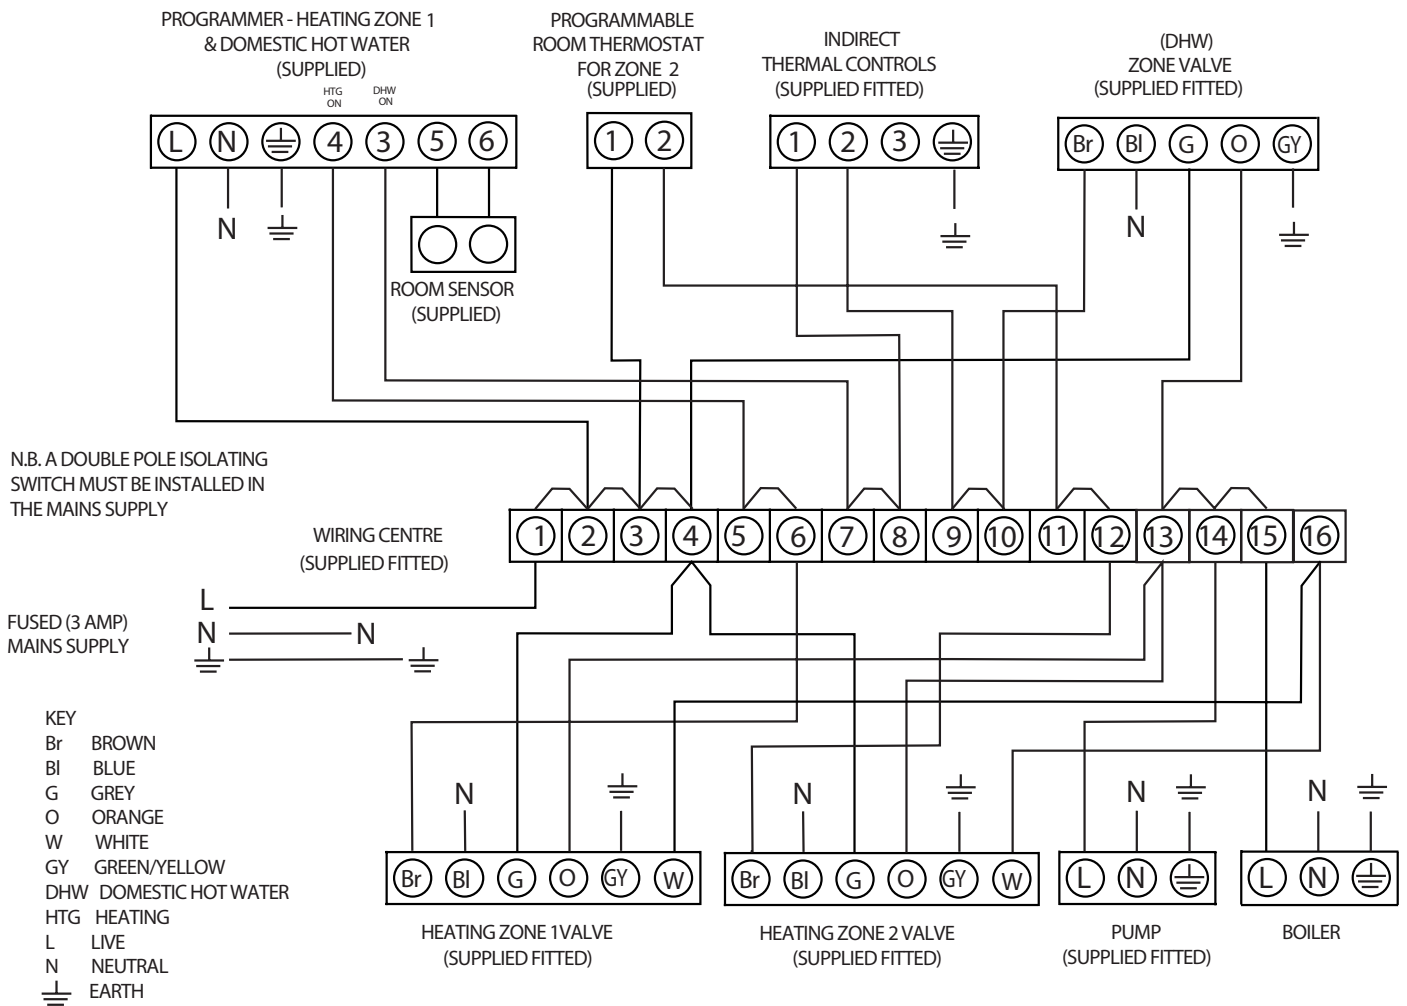 PROGRAMMER - HEATING ZONE 1
& DOMESTIC HOT WATER
(SUPPLIED)
HTG
ON
DHW
ON
L N 4 3 5 6
N
ROOM SENSOR
(SUPPLIED)
PROGRAMMABLE
ROOM THERMOSTAT
FOR ZONE 2
(SUPPLIED)
1 2
INDIRECT
THERMAL CONTROLS
(SUPPLIED FITTED)
1 2 3
(DHW)
ZONE VALVE
(SUPPLIED FITTED)
Br Bl G O GY
N
N.B. A DOUBLE POLE ISOLATING
SWITCH MUST BE INSTALLED IN
THE MAINS SUPPLY
WIRING CENTRE
(SUPPLIED FITTED)
1 2 3 4 5 6 7 8 9 10 11 12 13 14 15 16
FUSED (3 AMP)
MAINS SUPPLY
L
N N
KEY
Br BROWN
Bl BLUE
G GREY
O ORANGE
W WHITE
GY GREEN/YELLOW
DHW DOMESTIC HOT WATER
HTG HEATING
L LIVE
N NEUTRAL
EARTH
N
Br Bl G O GY W
HEATING ZONE 1 VALVE
(SUPPLIED FITTED)
N
Br Bl G O GY W
HEATING ZONE 2 VALVE
(SUPPLIED FITTED)
N
L N
PUMP
(SUPPLIED FITTED)
N
L N
BOILER